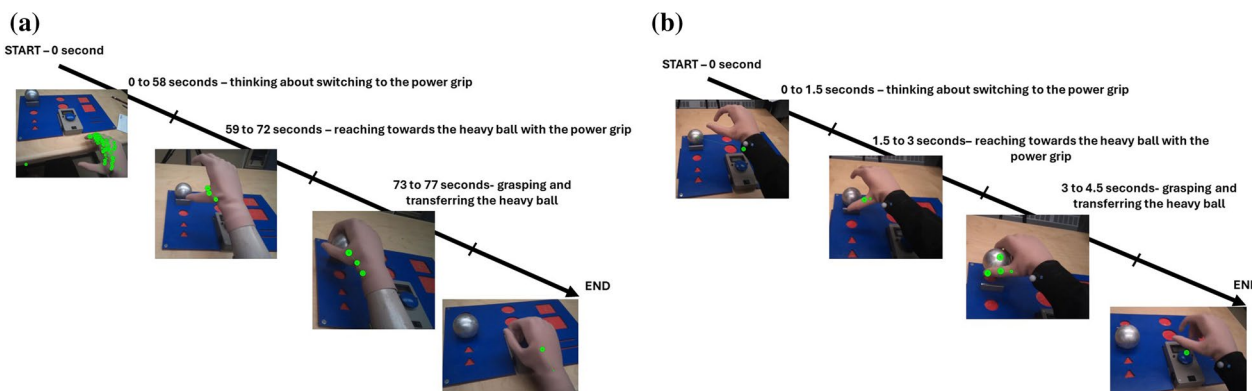 (a)
START – 0 second
0 to 58 seconds – thinking about switching to the power grip
59 to 72 seconds – reaching towards the heavy ball with the power grip
73 to 77 seconds- grasping and
transferring the heavy ball
END
(b)
START – 0 second
0 to 1.5 seconds – thinking about switching to the power grip
1.5 to 3 seconds– reaching towards the heavy ball with the
power grip
3 to 4.5 seconds- grasping and
transferring the heavy ball
END